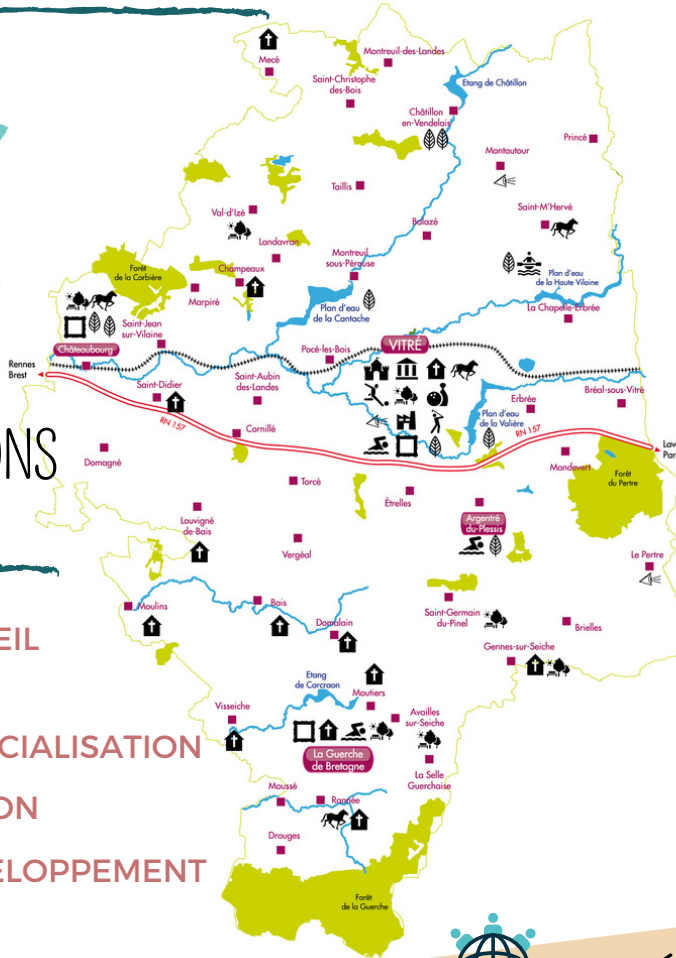 Mecé
Montreuil-des-Landes
Saint-Christophe
des-Bois
Etang de Châtillon
Châtillon
en-Vendelais
Princé
Montautour
Taillis
Val-d'Izé
Saint-M'Hervé
Balazé
Landavran
Montreuil
sous-Pérouse
Forêt
de la Corbière
Champeaux
Plan d'eau
de la Haute Vilaine
Marpiré
Plan d'eau
de la Cantache
La Chapelle-Erbrée
Saint-Jean
sur-Vilaine
Châteaubourg
Pocé-les-Bois
VITRÉ
Rennes
Brest
Saint-Didier
Saint-Aubin
des-Landes
Erbrée
Bréal-sous-Vitré
RN 157
Cornillé
Plan d'eau
de la Valière
RN 157
ONS
Domagné
Mondevert
Forêt
du Pertre
Torcé
Étrelles
Louvigné
de-Bais
Argentré
du-Plessis
Vergéal
Le Pertre
Moulins
Bais
Saint-Germain
du-Pinel
Domalain
Brielles
EIL
Gennes-sur-Seiche
Etang
de Carcraon
Moutiers
Visseiche
Availles
sur-Seiche
CIALISATION
La Guerche
de Bretagne
La Selle
Guerchaise
Moussé
Rannée
ON
Drouges
ELOPPEMENT
Forêt
de la Guerche